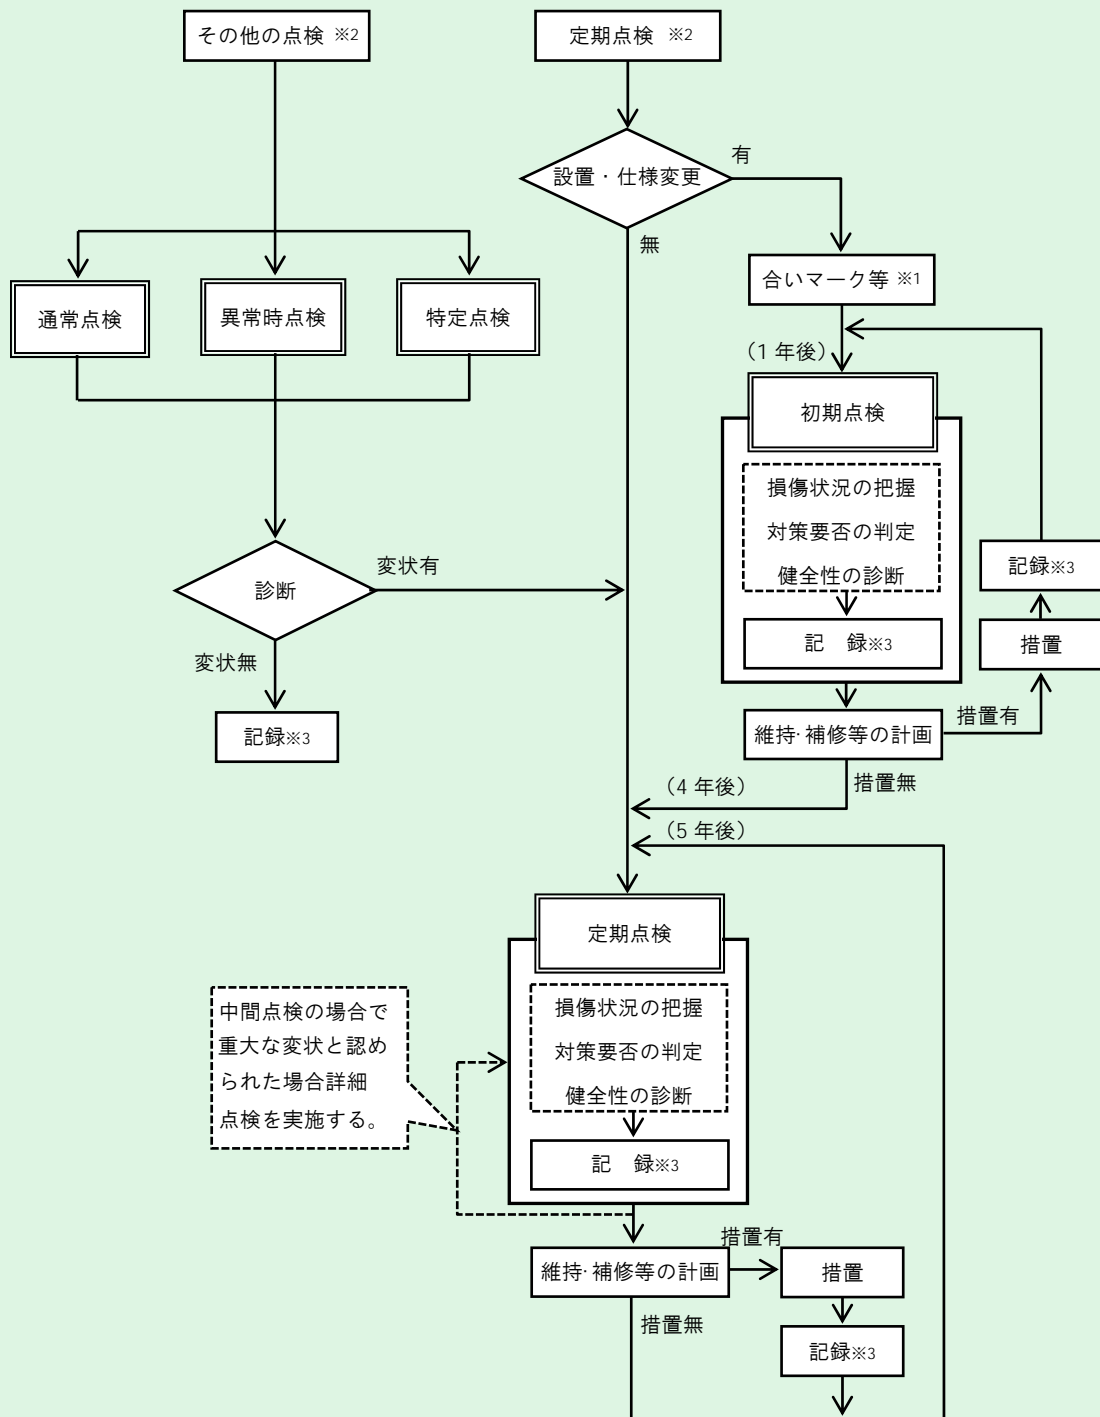 その他の点検 ※2
定期点検 ※2
設置・仕様変更
有
無
合いマーク等 ※1
（1 年後）
通常点検
異常時点検
特定点検
初期点検
損傷状況の把握
対策要否の判定
健全性の診断
記　録※3
記録※3
措置
維持･補修等の計画
措置有
措置無
診断
変状有
変状無
記録※3
（4 年後）
（5 年後）
定期点検
損傷状況の把握
対策要否の判定
健全性の診断
記　録※3
中間点検の場合で
重大な変状と認め
られた場合詳細
点検を実施する。
維持･補修等の計画
措置有
措置
措置無
記録※3